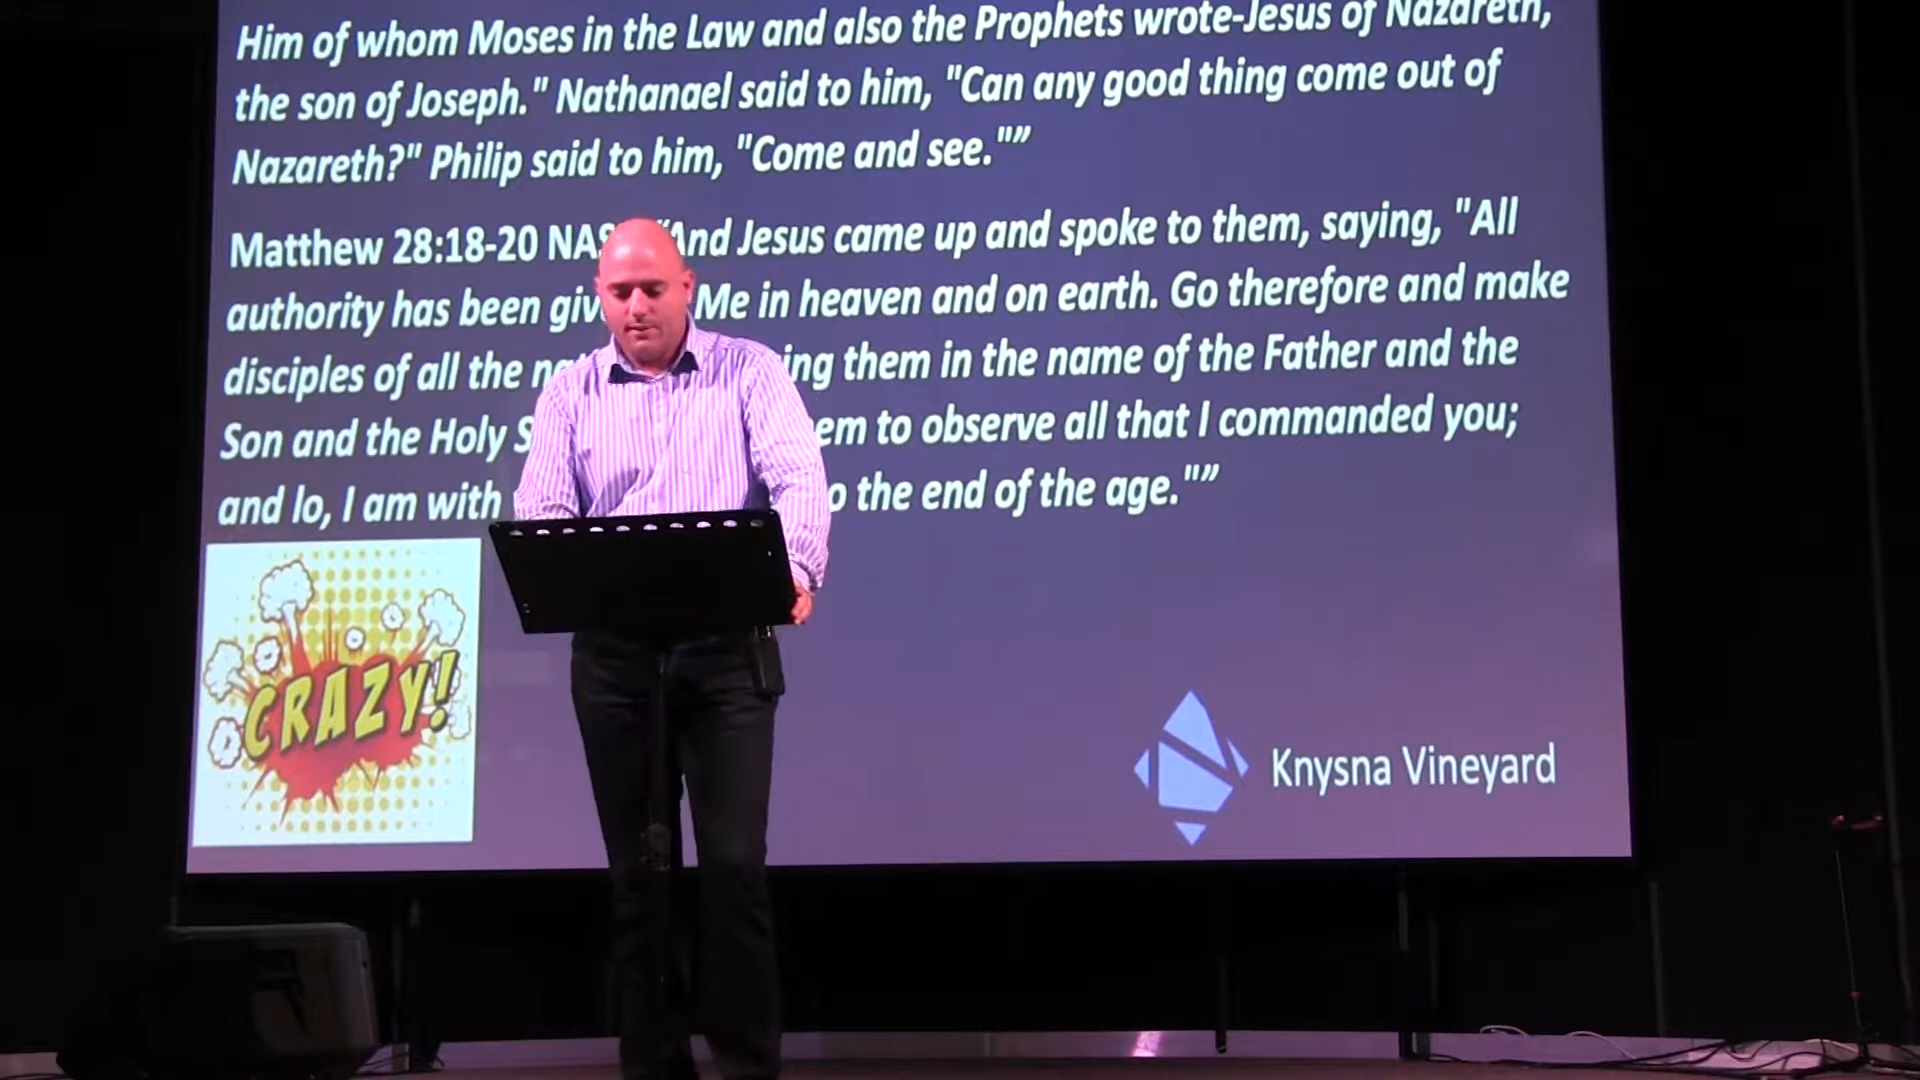 Him of whom Moses in the Law and also the Prophets wrote-Jesus of Nazareth,
the son of Joseph." Nathanael said to him, "Can any good thing come out of
Nazareth?" Philip said to him, "Come and see."”
Matthew 28:18-20 NAS “And Jesus came up and spoke to them, saying, "All
authority has been giv Me in heaven and on earth. Go therefore and make
disciples of all the na ing them in the name of the Father and the
Son and the Holy S em to observe all that I commanded you;
and lo, I am with o the end of the age."”
CRAZY!
Knysna Vineyard